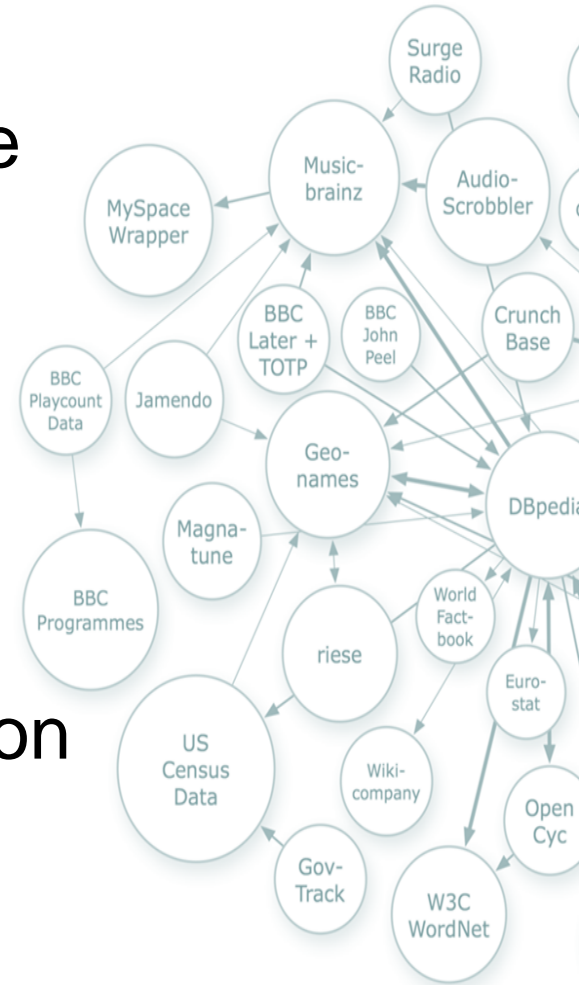 Surge
Radio
e
Music-
brainz
Audio-
Scrobbler
MySpace
Wrapper
BBC
Later +
TOTP
BBC
John
Peel
Crunch
Base
BBC
Playcount
Data
Jamendo
Geo-
names
DBpedia
Magna-
tune
BBC
Programmes
World
Fact-
book
riese
Euro-
stat
on
US
Census
Data
Wiki-
company
Open
Cyc
Gov-
Track
W3C
WordNet